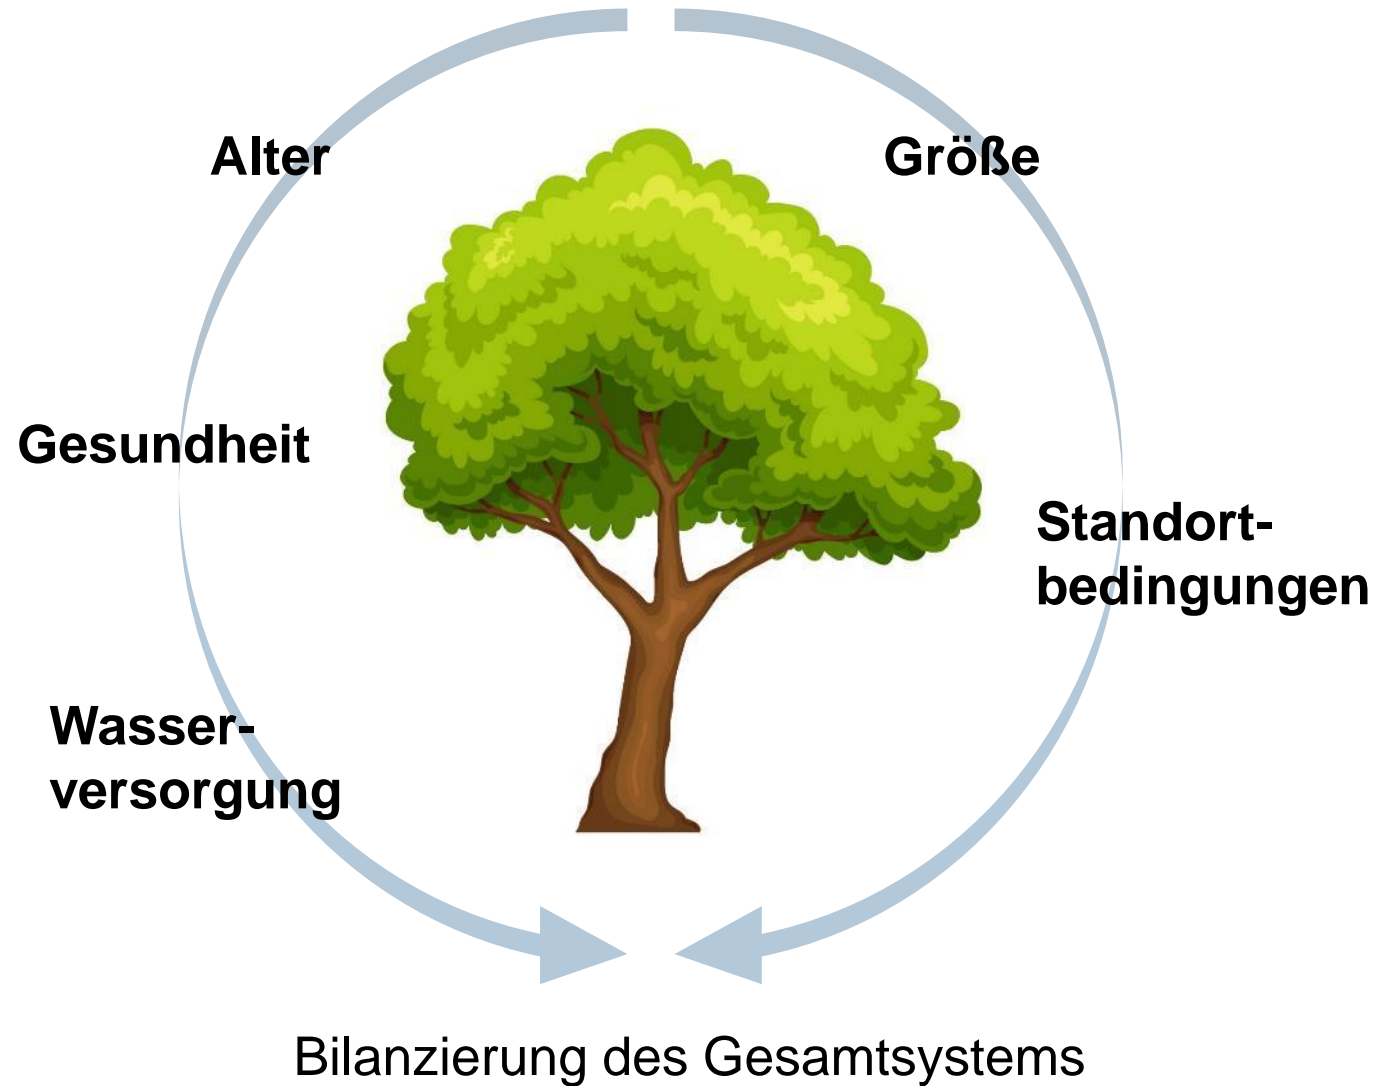 Alter
Größe
Gesundheit
Standort-
bedingungen
Wasser-
versorgung
Bilanzierung des Gesamtsystems